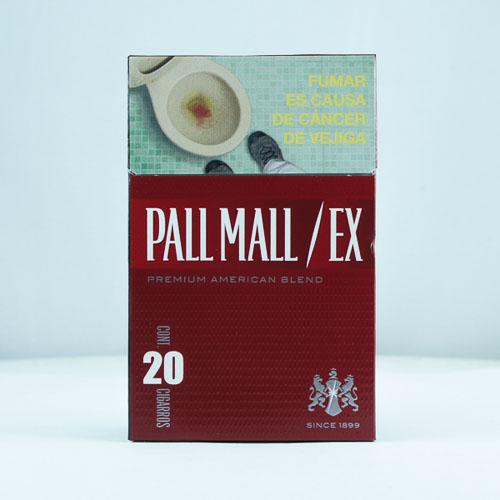 FUMAR
ES CAUSA
DE CÁNCER
DE VEJIGA
PALL MALL / EX
PREMIUM AMERICAN BLEND
CONT.
20
CIGARROS
SINCE 1899